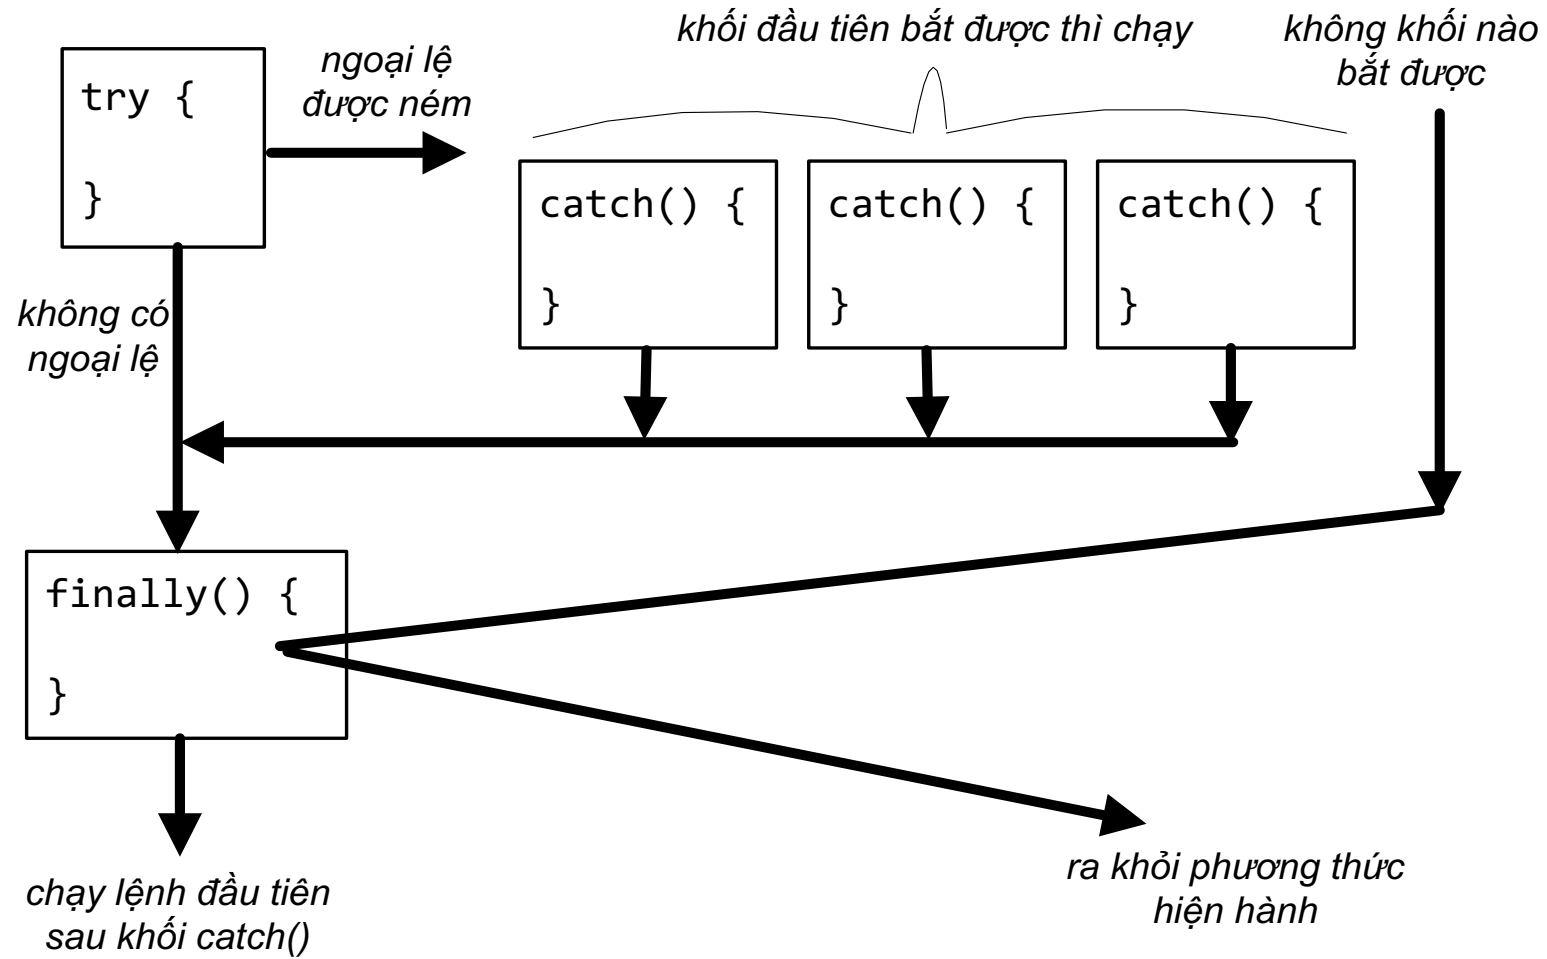 khối đầu tiên bắt được thì chạy
không khối nào
bắt được
ngoại lệ
được ném
try {
}
catch() {
}
catch() {
}
catch() {
}
không có
ngoại lệ
finally() {
}
ra khỏi phương thức
hiện hành
chạy lệnh đầu tiên
sau khối catch()